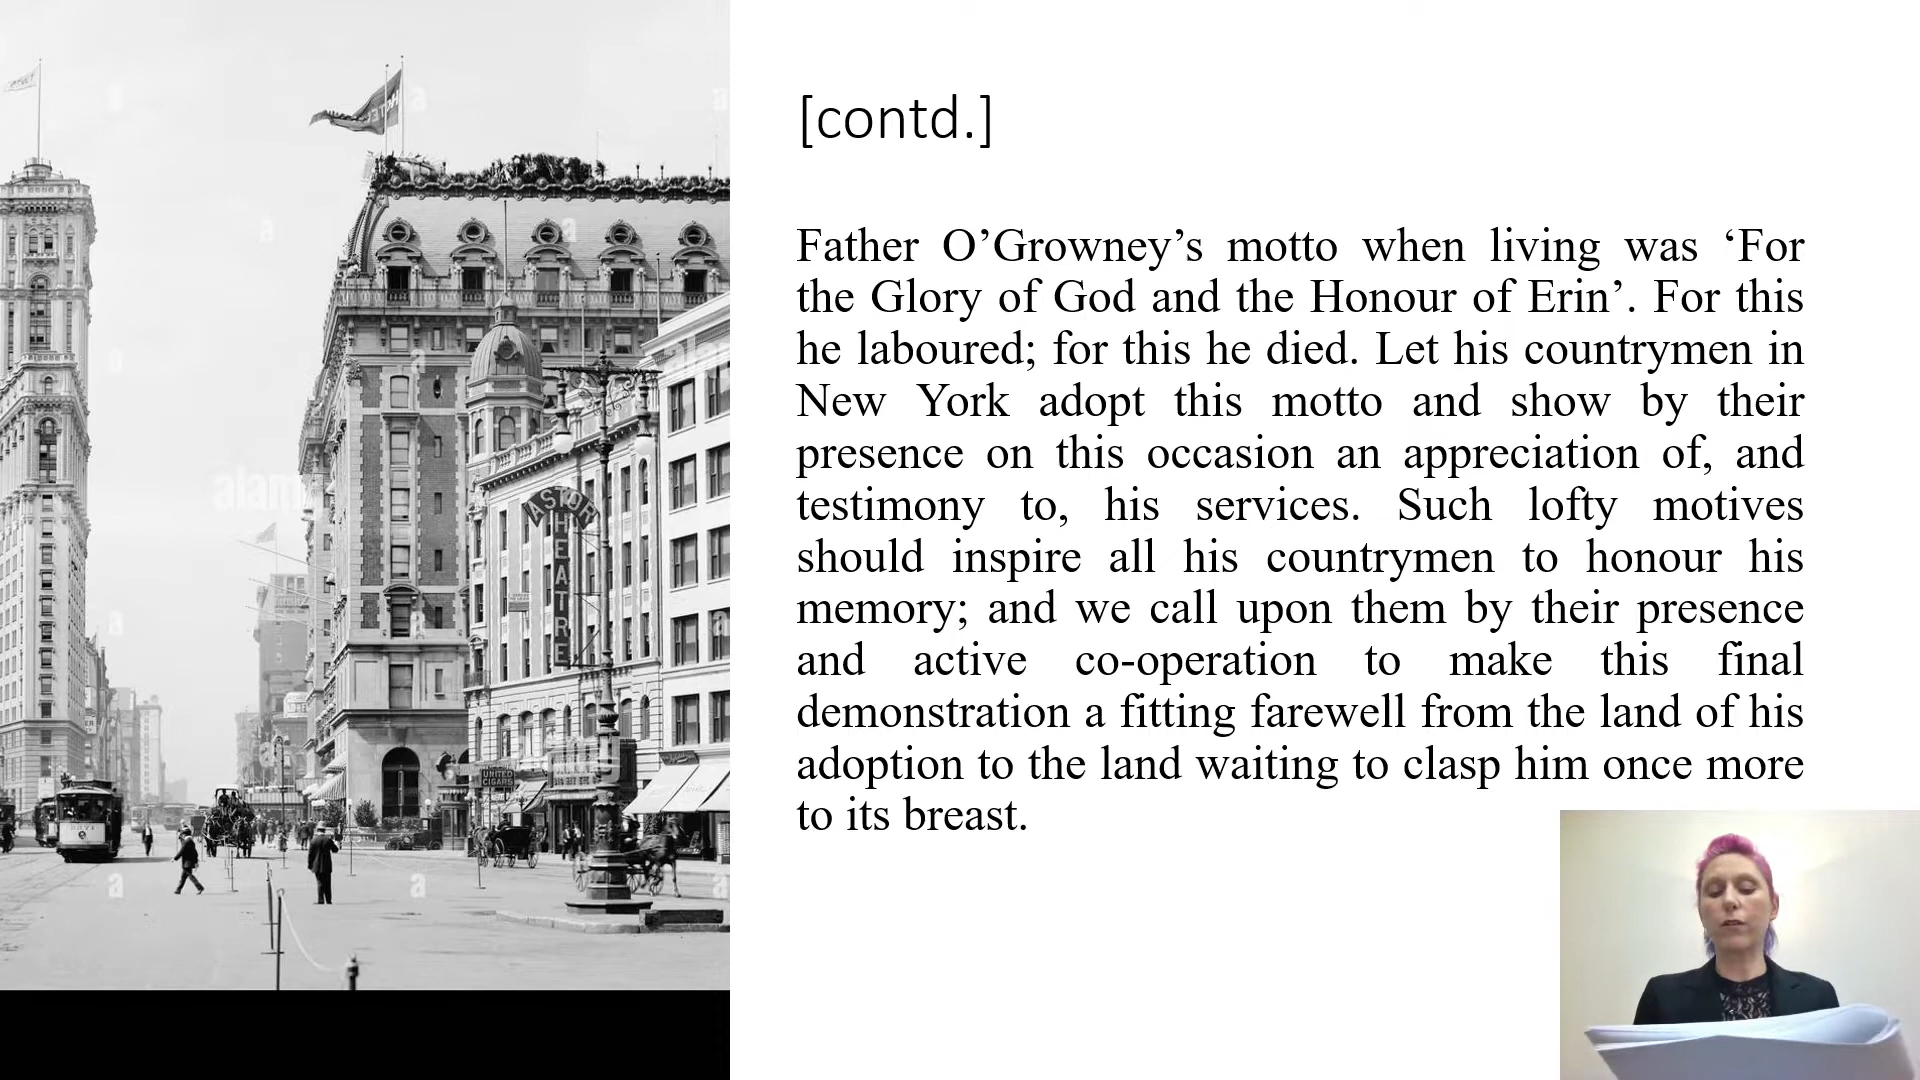 HOTEL
ASTOR
THEATRE
UNITED
CIGARS
alamy
a
[contd.]
Father O’Growney’s motto when living was ‘For
the Glory of God and the Honour of Erin’. For this
he laboured; for this he died. Let his countrymen in
New York adopt this motto and show by their
presence on this occasion an appreciation of, and
testimony to, his services. Such lofty motives
should inspire all his countrymen to honour his
memory; and we call upon them by their presence
and active co-operation to make this final
demonstration a fitting farewell from the land of his
adoption to the land waiting to clasp him once more
to its breast.